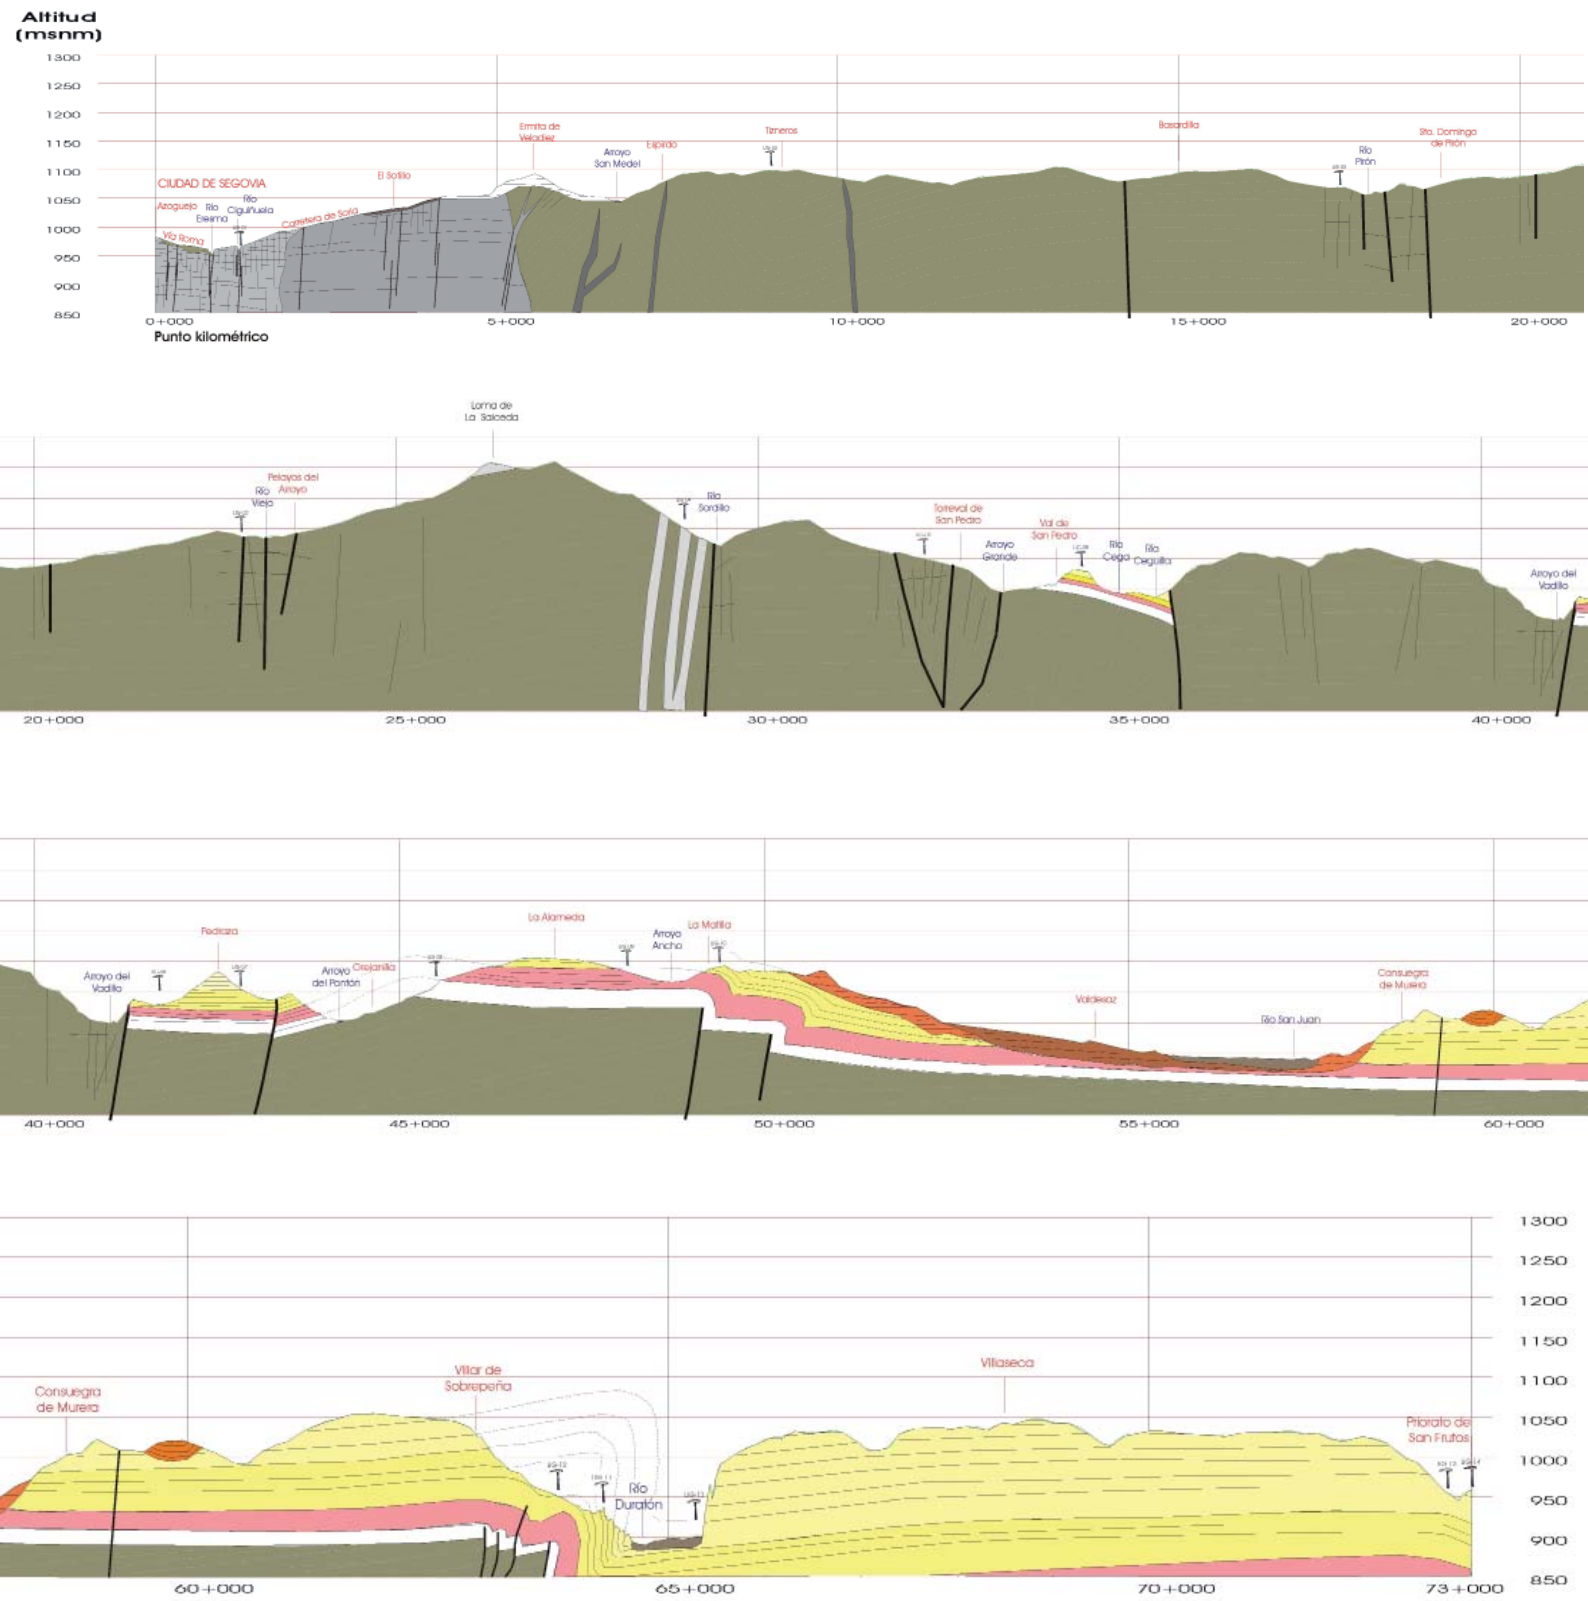 Altitud
(msnm)
1300
1250
1200
1150
1100
1050
1000
950
900
850
CIUDAD DE SEGOVIA
Azoguejo
Río
Eresma
Río
Ciguiñuela
Vía Roma
Carretera de Soria
El Sotillo
Ermita de
Veladiez
Arroyo
San Medel
Espirdo
Tizneros
Basardilla
Río
Pirón
Sto. Domingo
de Pirón
0+000
5+000
10+000
15+000
20+000
Punto kilométrico
Loma de
La Salceda
Pelayos del
Arroyo
Río
Viejo
Río
Sordillo
Torreval de
San Pedro
Arroyo
Grande
Val de
San Pedro
Río
Cega
Río
Ceguilla
Arroyo del
Vadillo
20+000
25+000
30+000
35+000
40+000
Arroyo del
Vadillo
Pedraza
Arroyo
del Pontón
Orejanilla
La Alameda
Arroyo
Ancho
La Matilla
Valdesaz
Río San Juan
Consuegra
de Murera
40+000
45+000
50+000
55+000
60+000
Consuegra
de Murera
Villar de
Sobrepeña
Río
Duratón
Villaseca
Priorato de
San Frutos
1300
1250
1200
1150
1100
1050
1000
950
900
850
60+000
65+000
70+000
73+000